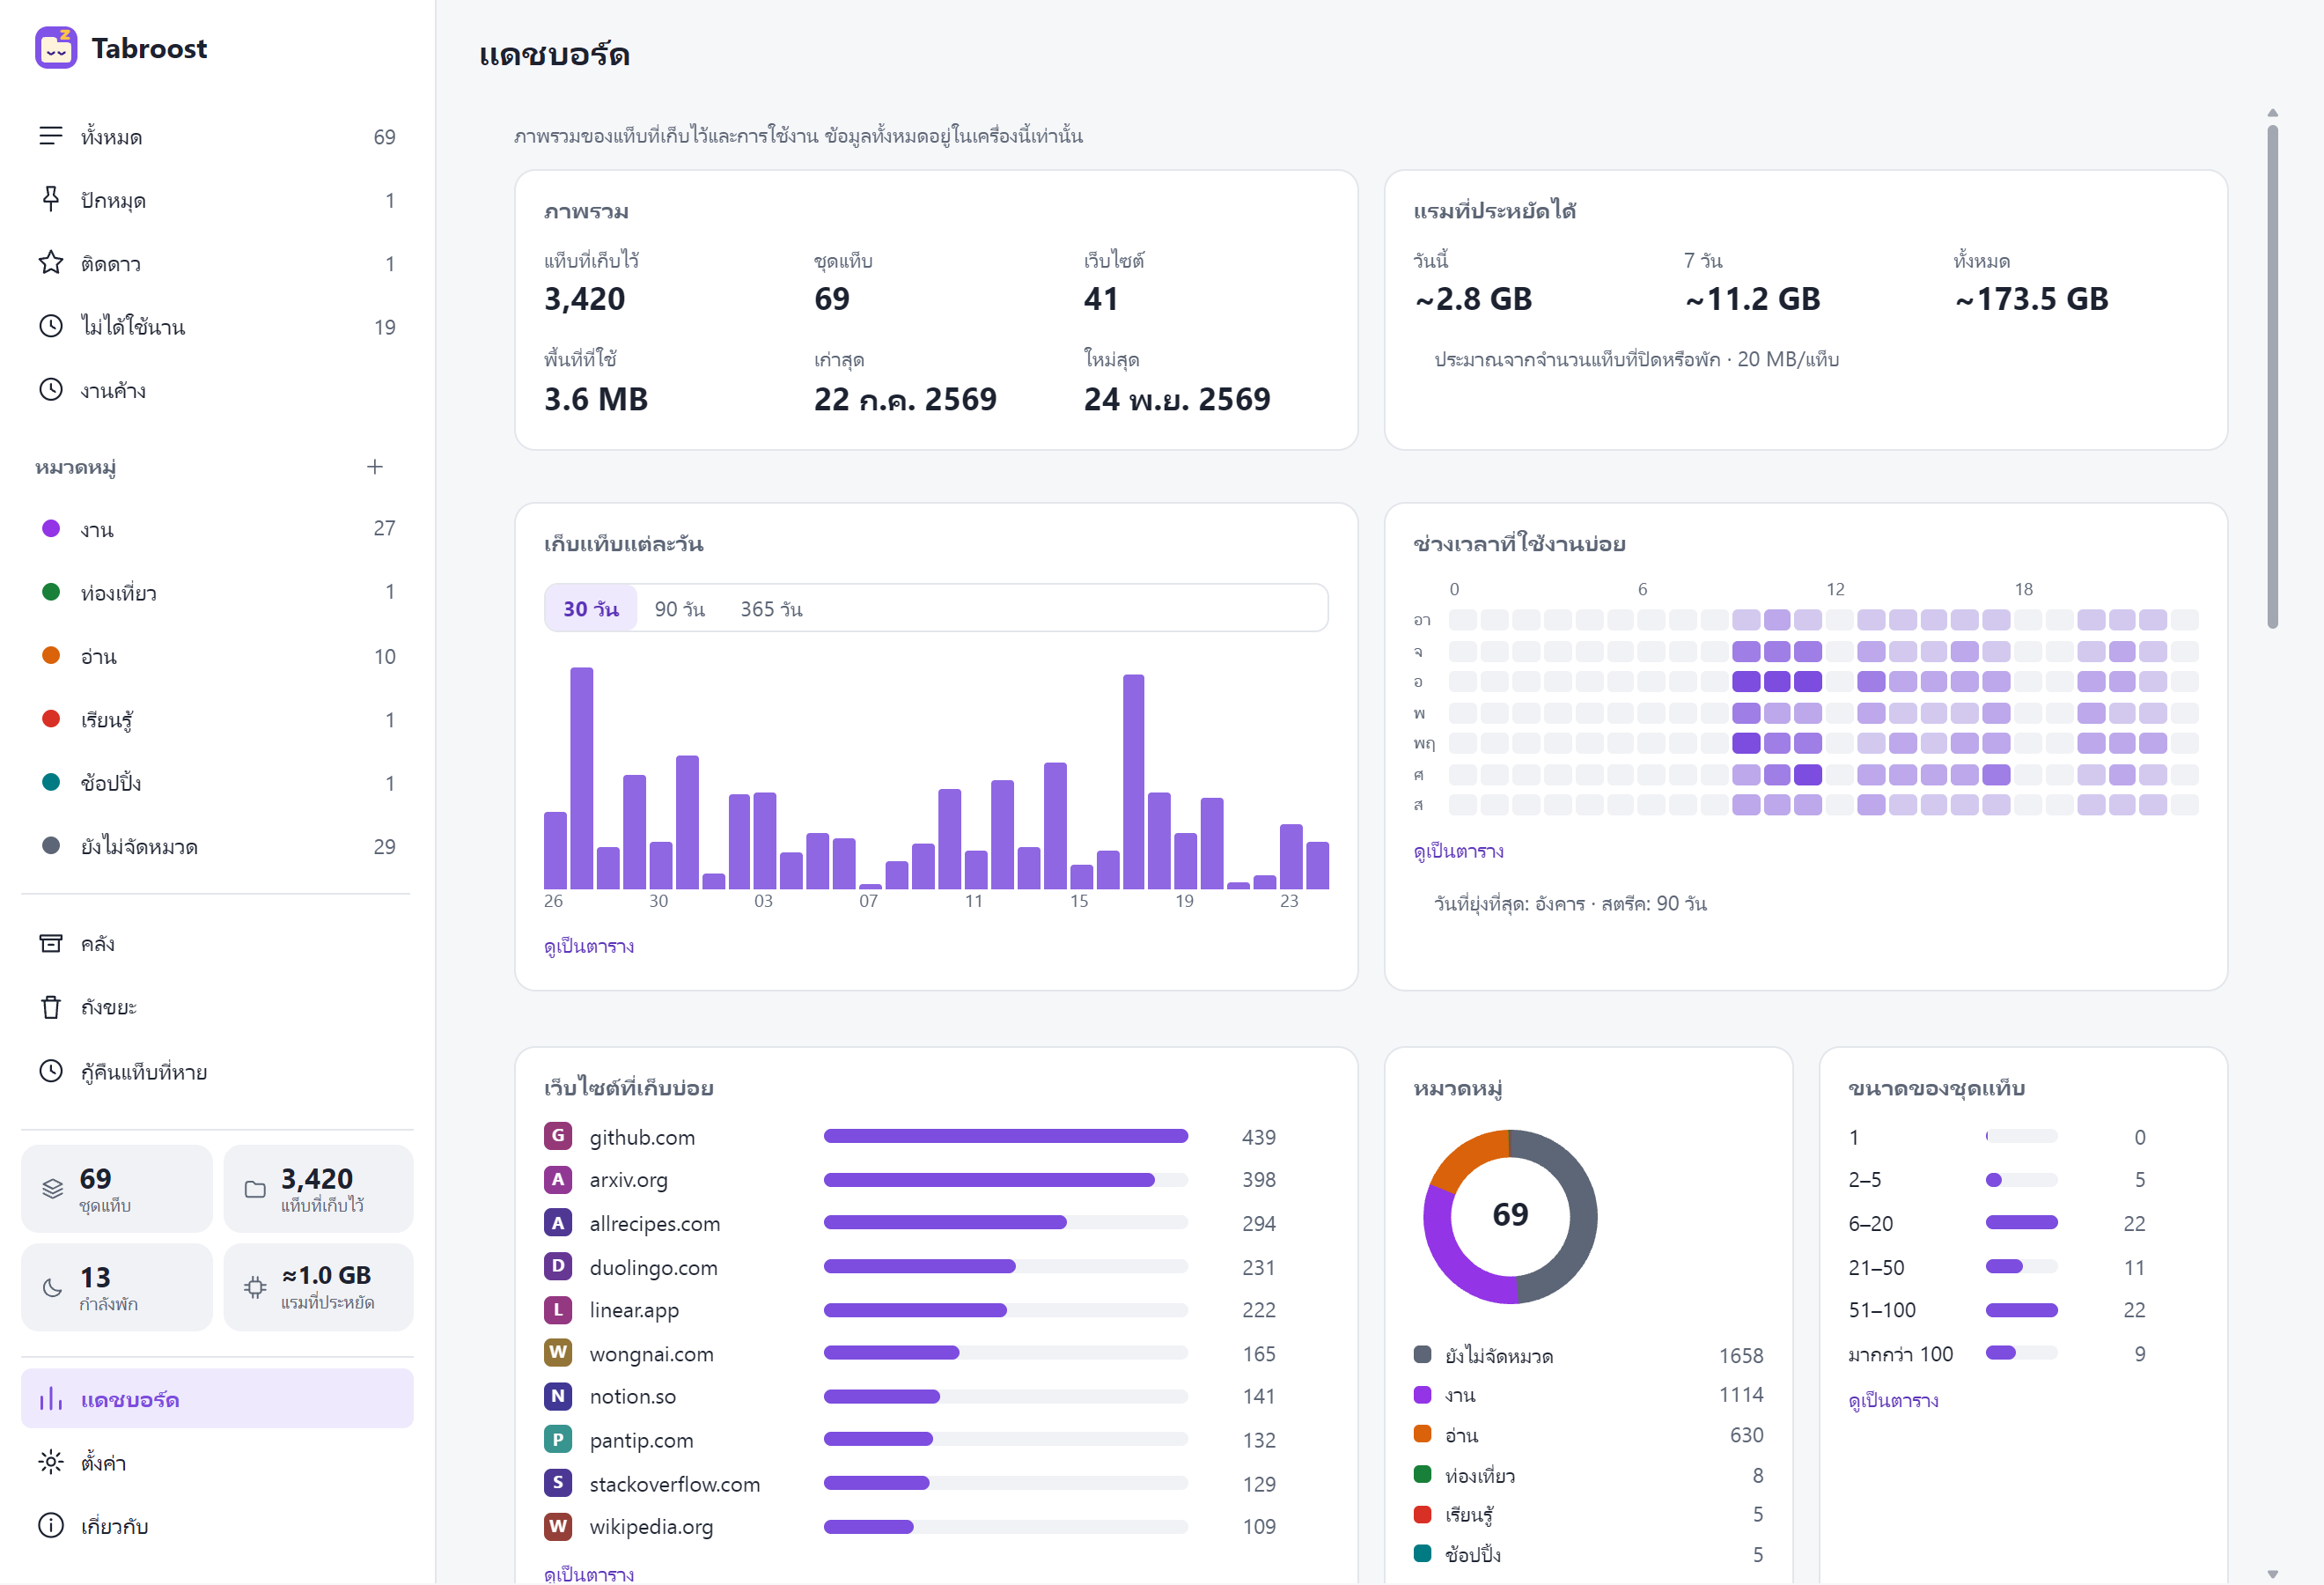 Tabroost
ทั้งหมด 69
ปักหมุด 1
ติดดาว 1
ไม่ได้ใช้นาน 19
งานค้าง
หมวดหมู่
งาน 27
ท่องเที่ยว 1
อ่าน 10
เรียนรู้ 1
ช้อปปิ้ง 1
ยังไม่จัดหมวด 29
คลัง
ถังขยะ
กู้คืนแท็บที่หาย
69
ชุดแท็บ
3,420
แท็บที่เก็บไว้
13
กำลังพัก
≈1.0 GB
แรมที่ประหยัด
แดชบอร์ด
ตั้งค่า
เกี่ยวกับ
แดชบอร์ด
ภาพรวมของแท็บที่เก็บไว้และการใช้งาน ข้อมูลทั้งหมดอยู่ในเครื่องนี้เท่านั้น
ภาพรวม
แท็บที่เก็บไว้ ชุดแท็บ เว็บไซต์
3,420 69 41
พื้นที่ที่ใช้ เก่าสุด ใหม่สุด
3.6 MB 22 ก.ค. 2569 24 พ.ย. 2569
แรมที่ประหยัดได้
วันนี้ 7 วัน ทั้งหมด
~2.8 GB ~11.2 GB ~173.5 GB
ประมาณจากจำนวนแท็บที่ปิดหรือพัก · 20 MB/แท็บ
เก็บแท็บแต่ละวัน
30 วัน 90 วัน 365 วัน
26 30 03 07 11 15 19 23
ดูเป็นตาราง
ช่วงเวลาที่ใช้งานบ่อย
0 6 12 18
อา
จ
อ
พ
พฤ
ศ
ส
ดูเป็นตาราง
วันที่ยุ่งที่สุด: อังคาร · สตรีค: 90 วัน
เว็บไซต์ที่เก็บบ่อย
G github.com 439
A arxiv.org 398
A allrecipes.com 294
D duolingo.com 231
L linear.app 222
W wongnai.com 165
N notion.so 141
P pantip.com 132
S stackoverflow.com 129
W wikipedia.org 109
ดูเป็นตาราง
หมวดหมู่
69
ยังไม่จัดหมวด 1658
งาน 1114
อ่าน 630
ท่องเที่ยว 8
เรียนรู้ 5
ช้อปปิ้ง 5
ขนาดของชุดแท็บ
1 0
2–5 5
6–20 22
21–50 11
51–100 22
มากกว่า 100 9
ดูเป็นตาราง